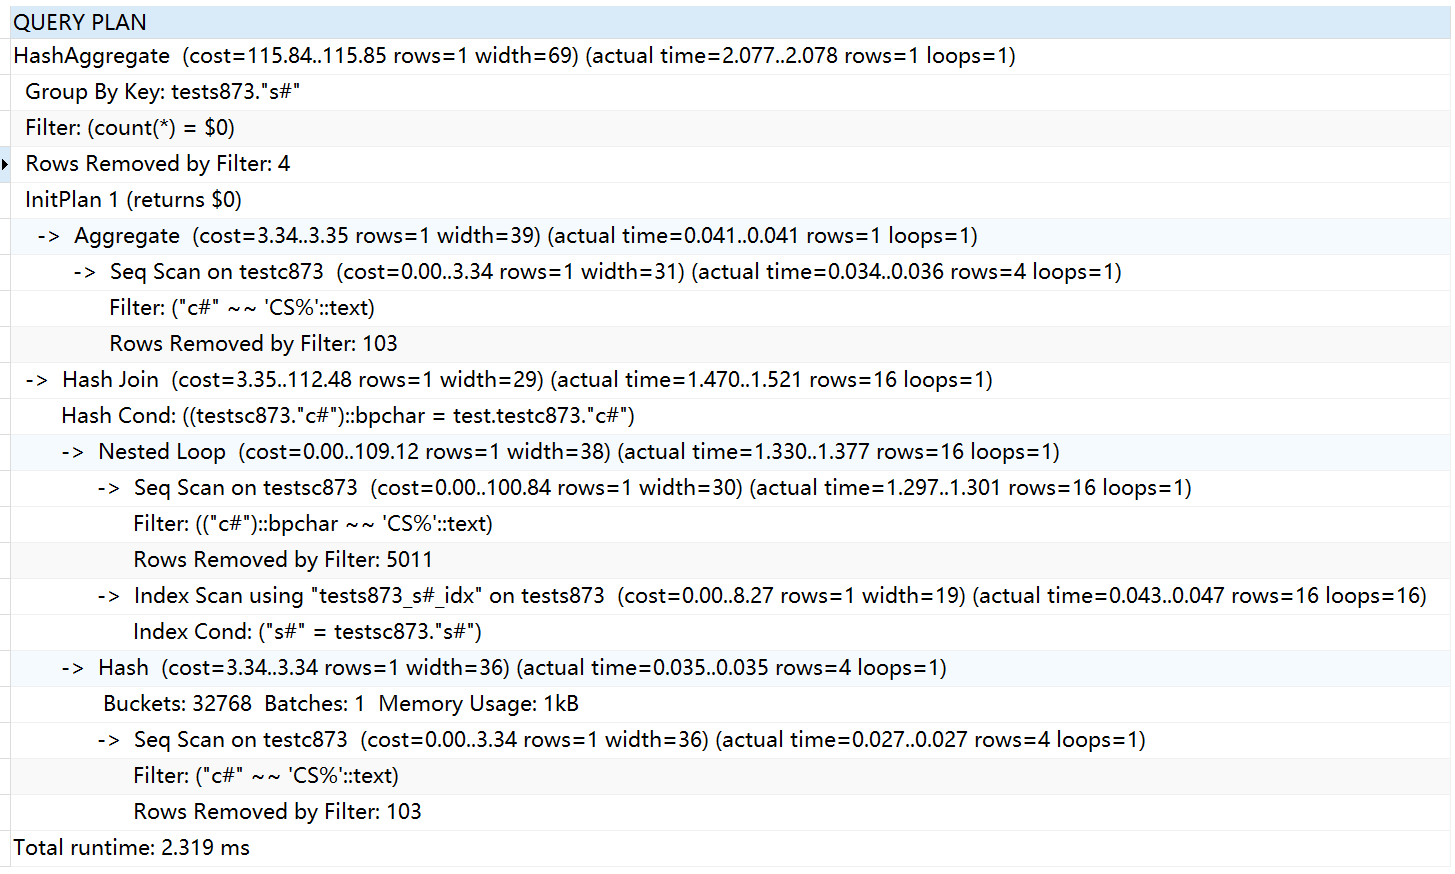 QUERY PLAN
HashAggregate  (cost=115.84..115.85 rows=1 width=69) (actual time=2.077..2.078 rows=1 loops=1)
Group By Key: tests873."s#"
Filter: (count(*) = $0)
Rows Removed by Filter: 4
InitPlan 1 (returns $0)
->  Aggregate  (cost=3.34..3.35 rows=1 width=39) (actual time=0.041..0.041 rows=1 loops=1)
->  Seq Scan on testc873  (cost=0.00..3.34 rows=1 width=31) (actual time=0.034..0.036 rows=4 loops=1)
Filter: ("c#" ~~ 'CS%'::text)
Rows Removed by Filter: 103
->  Hash Join  (cost=3.35..112.48 rows=1 width=29) (actual time=1.470..1.521 rows=16 loops=1)
Hash Cond: ((testsc873."c#")::bpchar = test.testc873."c#")
->  Nested Loop  (cost=0.00..109.12 rows=1 width=38) (actual time=1.330..1.377 rows=16 loops=1)
->  Seq Scan on testsc873  (cost=0.00..100.84 rows=1 width=30) (actual time=1.297..1.301 rows=16 loops=1)
Filter: (("c#")::bpchar ~~ 'CS%'::text)
Rows Removed by Filter: 5011
->  Index Scan using "tests873_s#_idx" on tests873  (cost=0.00..8.27 rows=1 width=19) (actual time=0.043..0.047 rows=16 loops=16)
Index Cond: ("s#" = testsc873."s#")
->  Hash  (cost=3.34..3.34 rows=1 width=36) (actual time=0.035..0.035 rows=4 loops=1)
Buckets: 32768  Batches: 1  Memory Usage: 1kB
->  Seq Scan on testc873  (cost=0.00..3.34 rows=1 width=36) (actual time=0.027..0.027 rows=4 loops=1)
Filter: ("c#" ~~ 'CS%'::text)
Rows Removed by Filter: 103
Total runtime: 2.319 ms